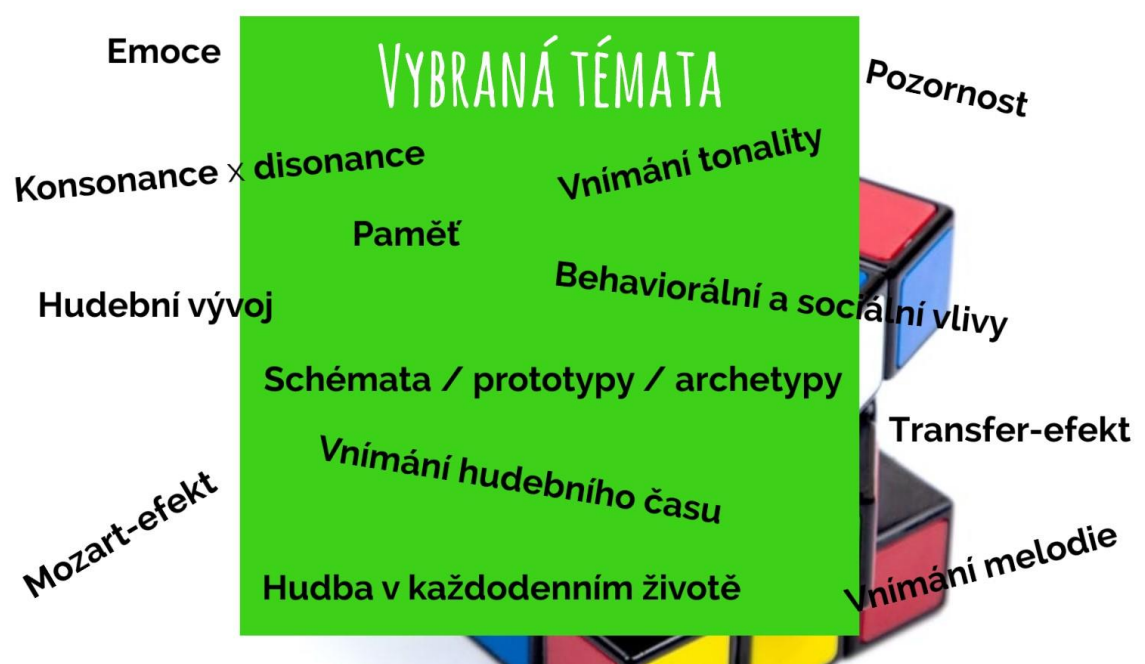 Vybraná témata
Emoce
Pozornost
Konsonance x disonance
Vnímání tonality
Paměť
Behaviorální a sociální vlivy
Hudební vývoj
Schémata / prototypy / archetypy
Transfer-efekt
Vnímání hudebního času
Mozart-efekt
Vnímání melodie
Hudba v každodenním životě